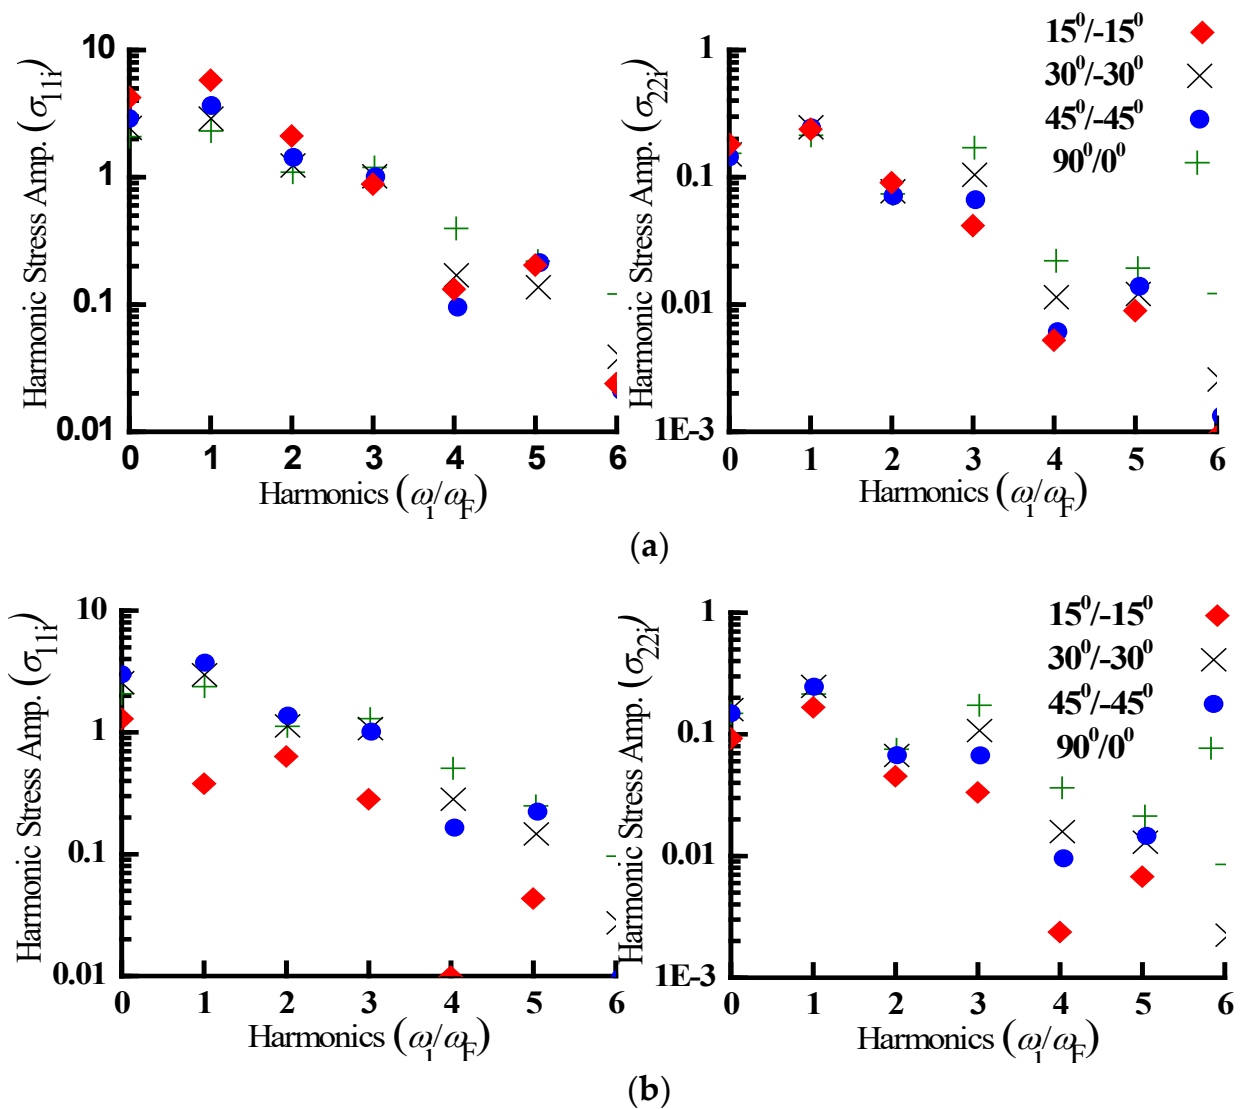 Harmonic Stress Amp. (σ11i)
10
1
0.1
0.01
0 1 2 3 4 5 6
Harmonics (ωi/ωF)
Harmonic Stress Amp. (σ22i)
1
0.1
0.01
1E-3
0 1 2 3 4 5 6
Harmonics (ωi/ωF)
15⁰/-15⁰
30⁰/-30⁰
45⁰/-45⁰
90⁰/0⁰
(a)
Harmonic Stress Amp. (σ11i)
10
1
0.1
0.01
0 1 2 3 4 5 6
Harmonics (ωi/ωF)
Harmonic Stress Amp. (σ22i)
1
0.1
0.01
1E-3
0 1 2 3 4 5 6
Harmonics (ωi/ωF)
15⁰/-15⁰
30⁰/-30⁰
45⁰/-45⁰
90⁰/0⁰
(b)